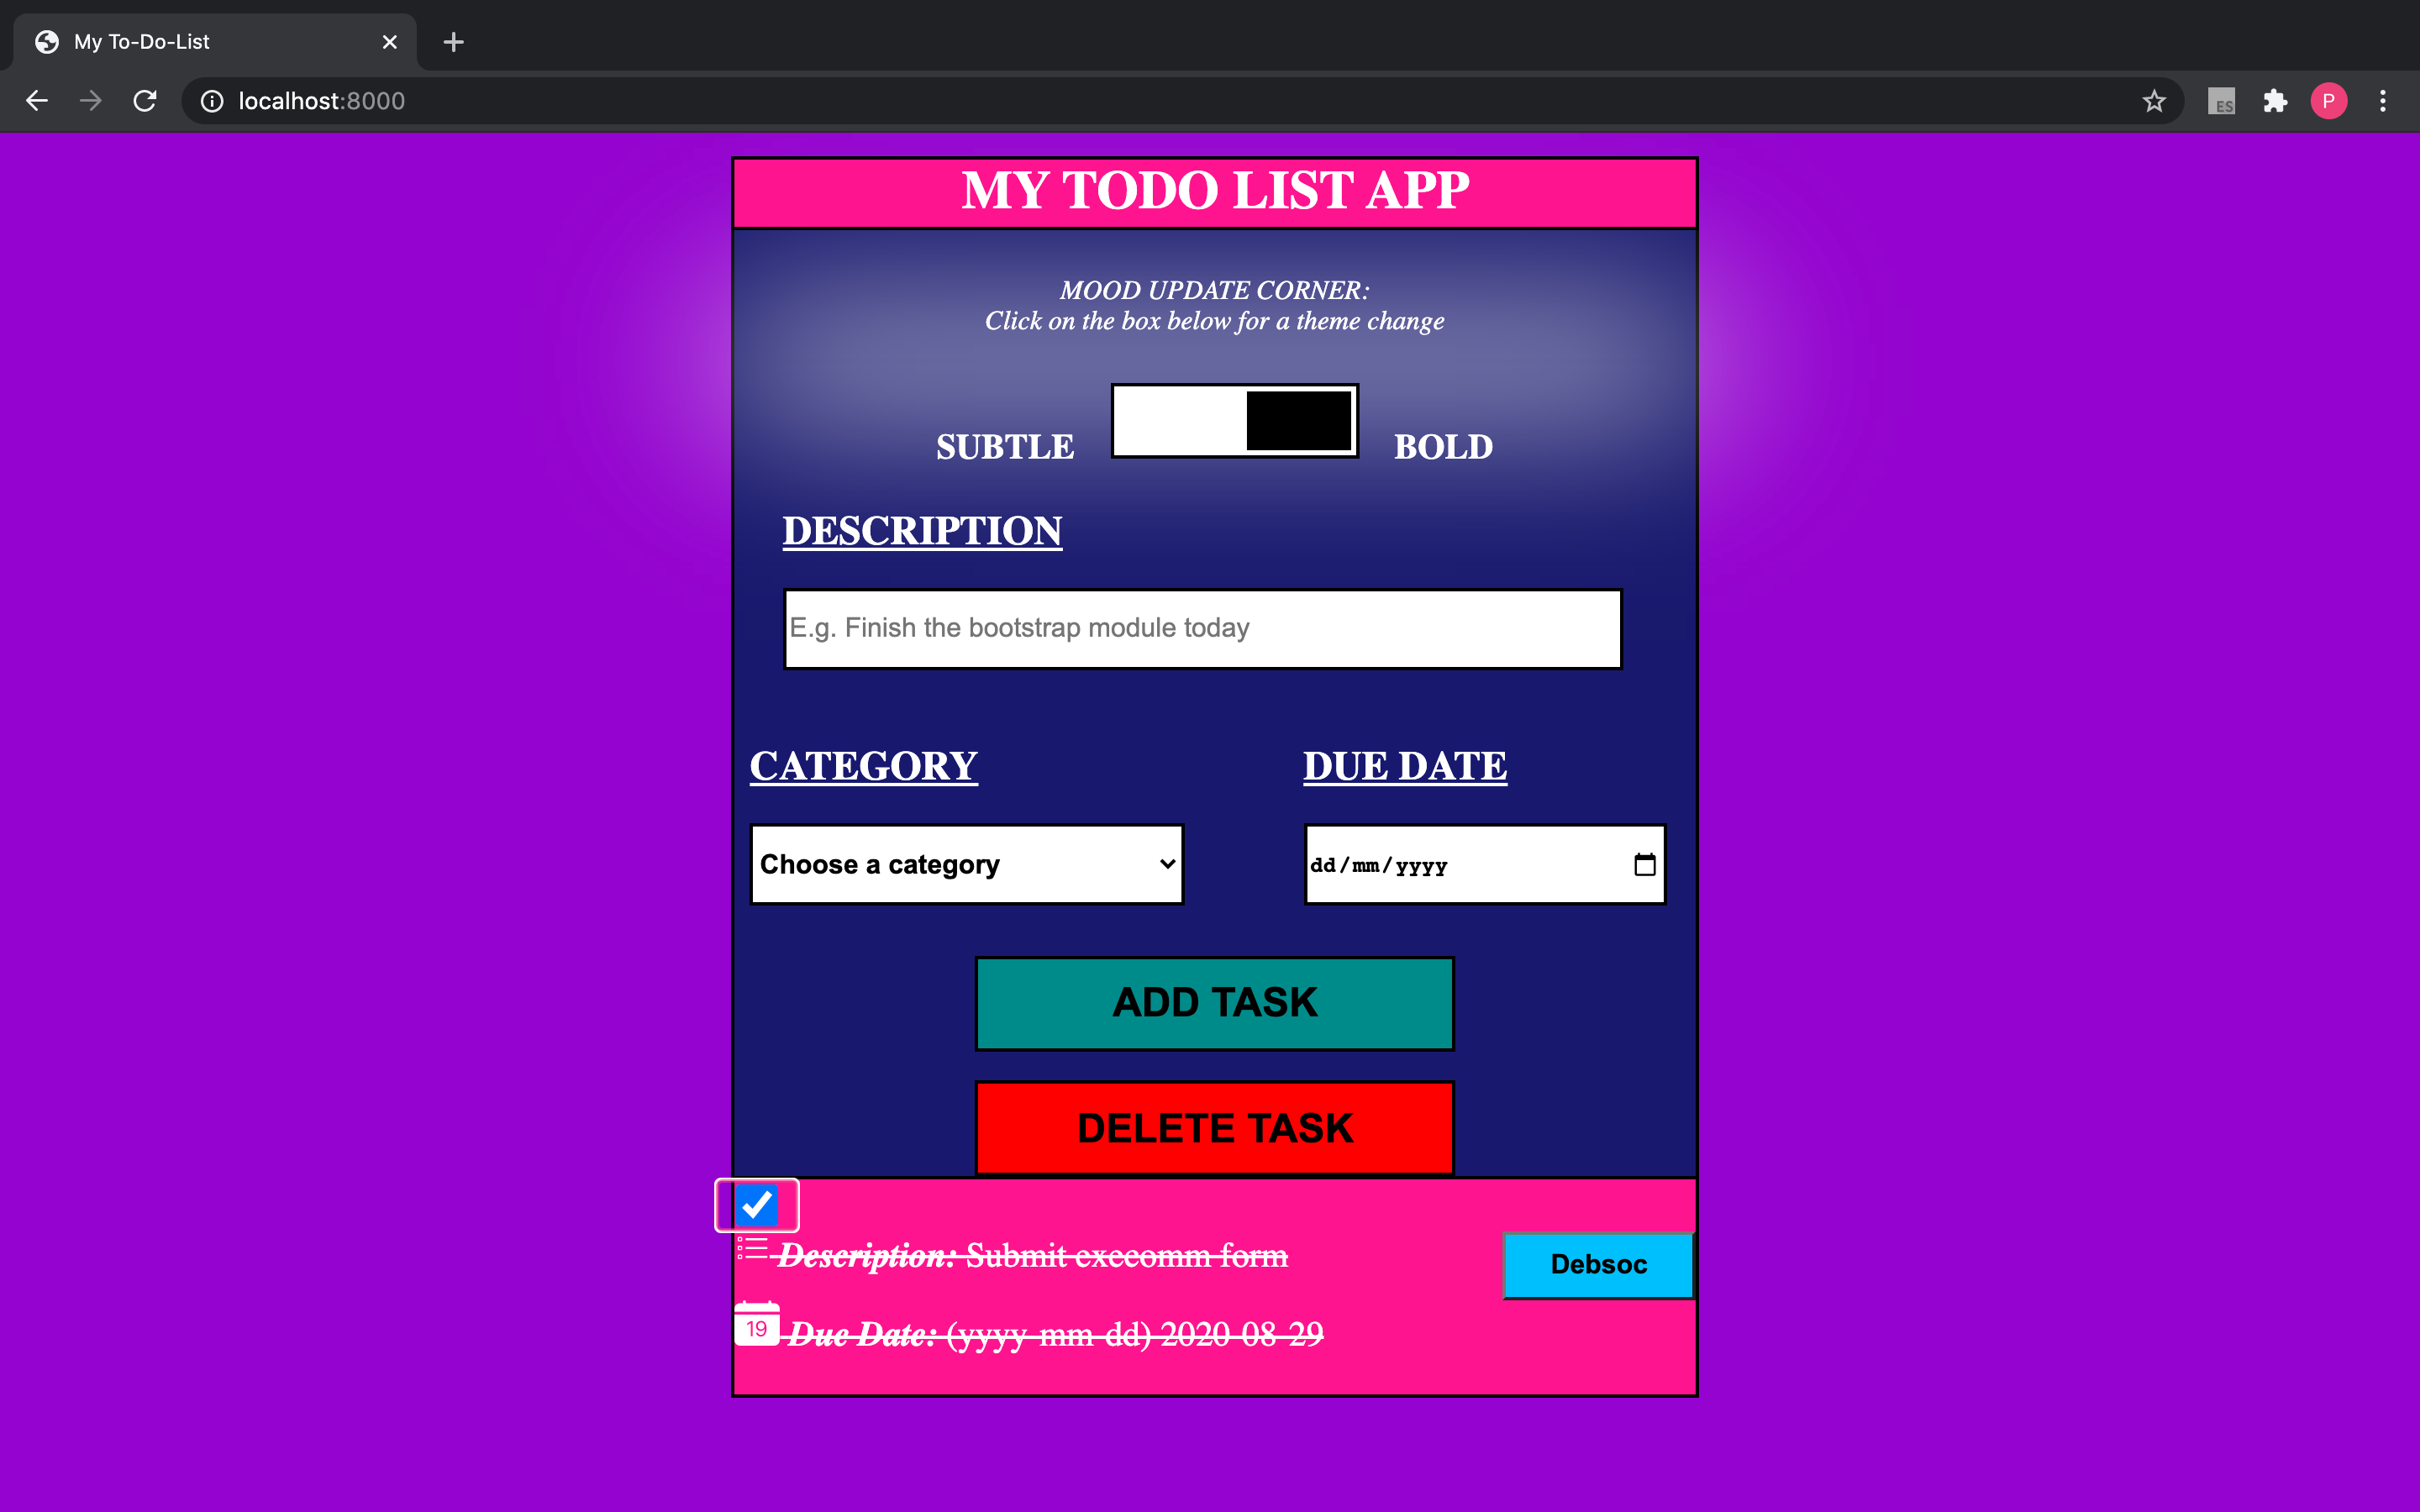 My To-Do-List
localhost:8000
ES
P
MY TODO LIST APP
MOOD UPDATE CORNER:
Click on the box below for a theme change
SUBTLE BOLD
DESCRIPTION
E.g. Finish the bootstrap module today
CATEGORY DUE DATE
Choose a category dd/mm/yyyy
ADD TASK
DELETE TASK
Description: Submit execomm form
Debsoc
19 Due Date: (yyyy-mm-dd) 2020-08-29